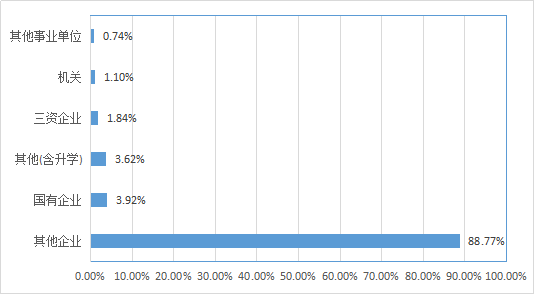 其他事业单位 0.74%
机关 1.10%
三资企业 1.84%
其他(含升学) 3.62%
国有企业 3.92%
其他企业 88.77%
0.00% 10.00% 20.00% 30.00% 40.00% 50.00% 60.00% 70.00% 80.00% 90.00% 100.00%